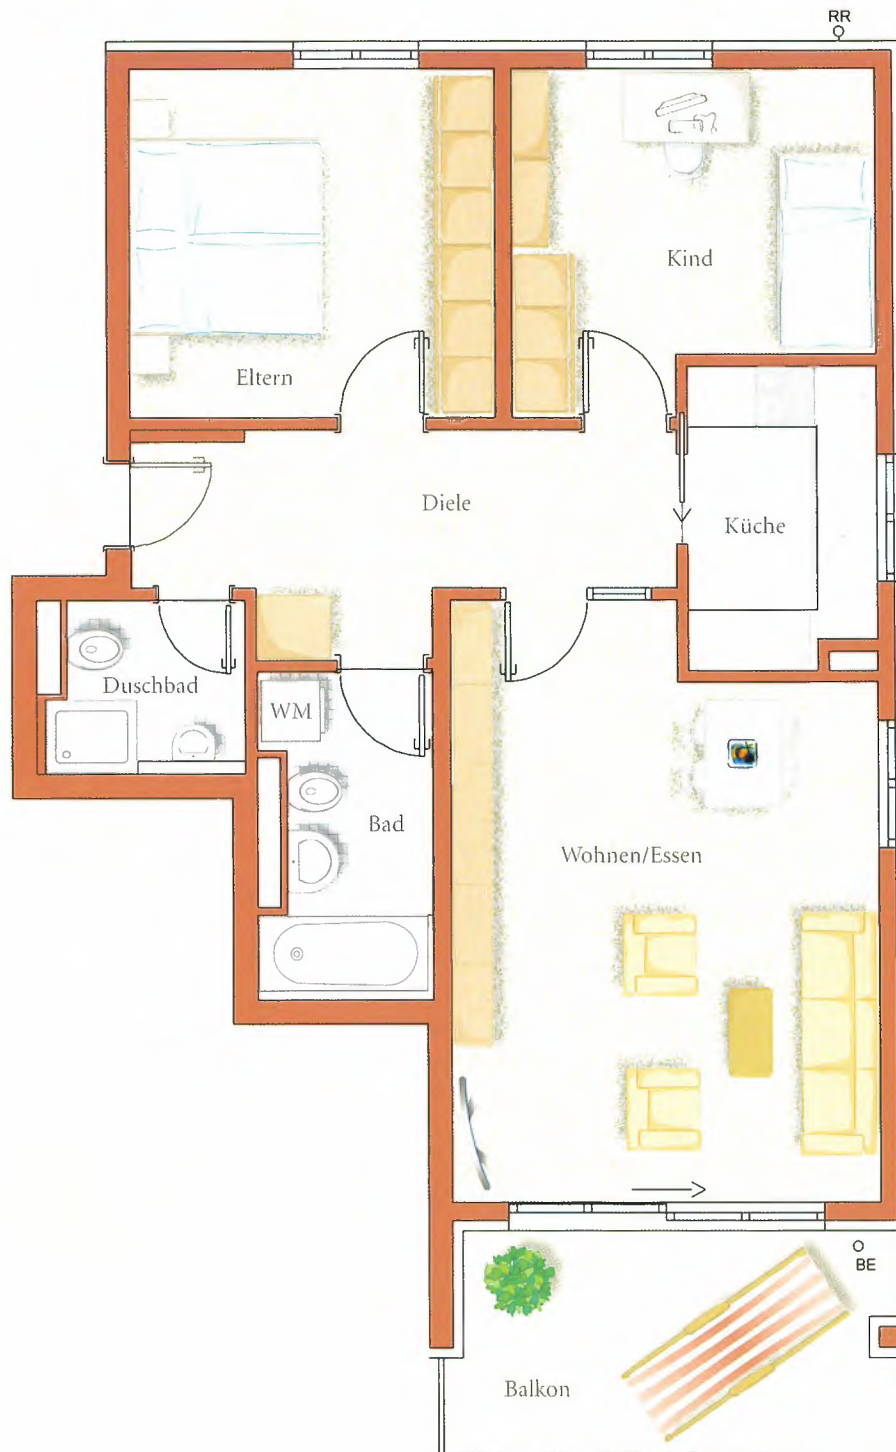 RR
Kind
Eltern
Diele
Küche
Duschbad
WM
Bad
Wohnen/Essen
BE
Balkon